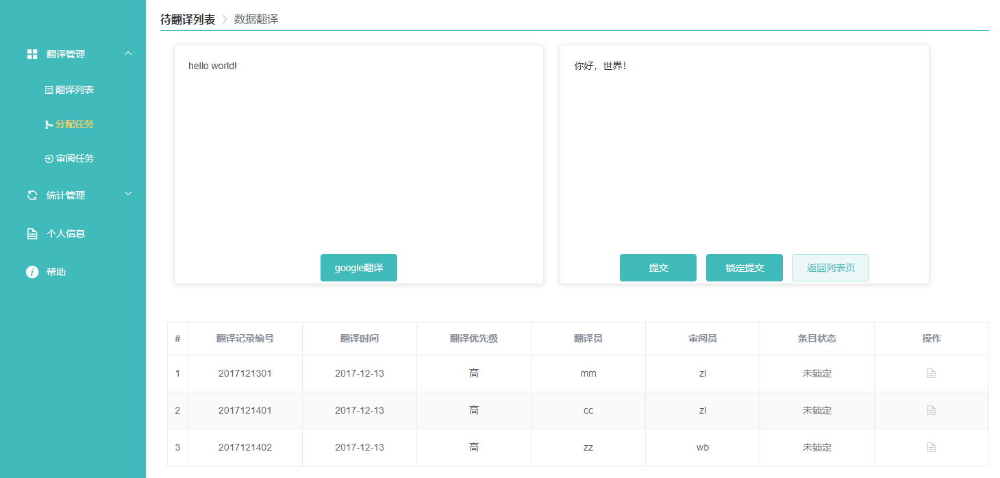 待翻译列表 > 数据翻译
翻译管理
翻译列表
分配任务
审阅任务
统计管理
个人信息
帮助
hello world!
google翻译
你好，世界！
提交 锁定提交 返回列表页
# 翻译记录编号 翻译时间 翻译优先级 翻译员 审阅员 条目状态 操作
1 2017121301 2017-12-13 高 mm zl 未锁定
2 2017121401 2017-12-13 高 cc zl 未锁定
3 2017121402 2017-12-13 高 zz wb 未锁定